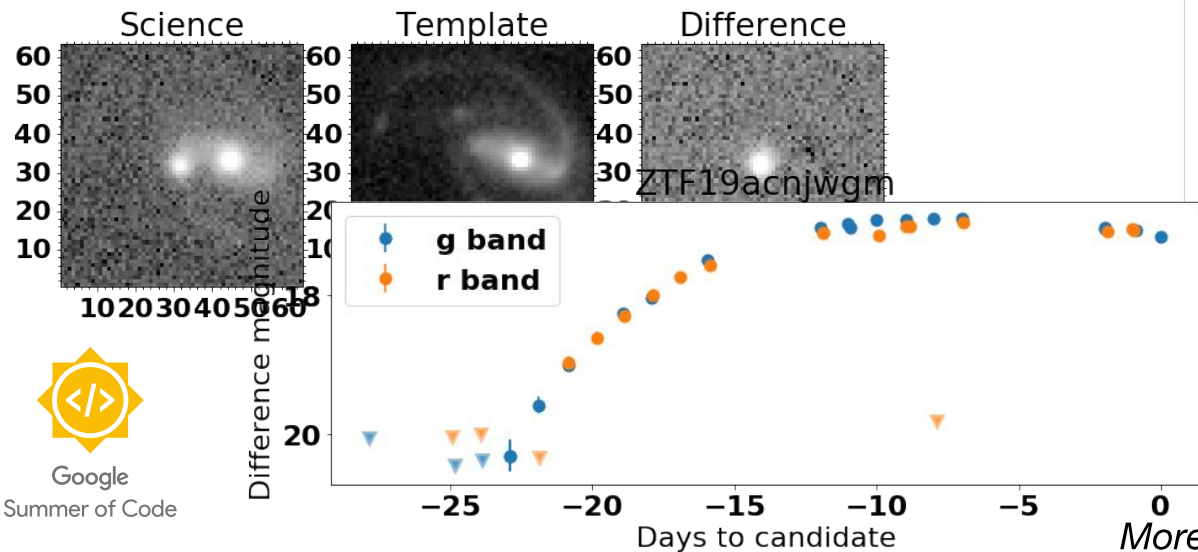 Science
Template
Difference
60
50
40
30
20
10
10 20 30 40 50 60
60
50
40
30
20
10
60
50
40
30
ZTF19acnjwgm
g band
r band
Difference magnitude
18
20
−25 −20 −15 −10 −5 0
Days to candidate
</>
Google
Summer of Code
More